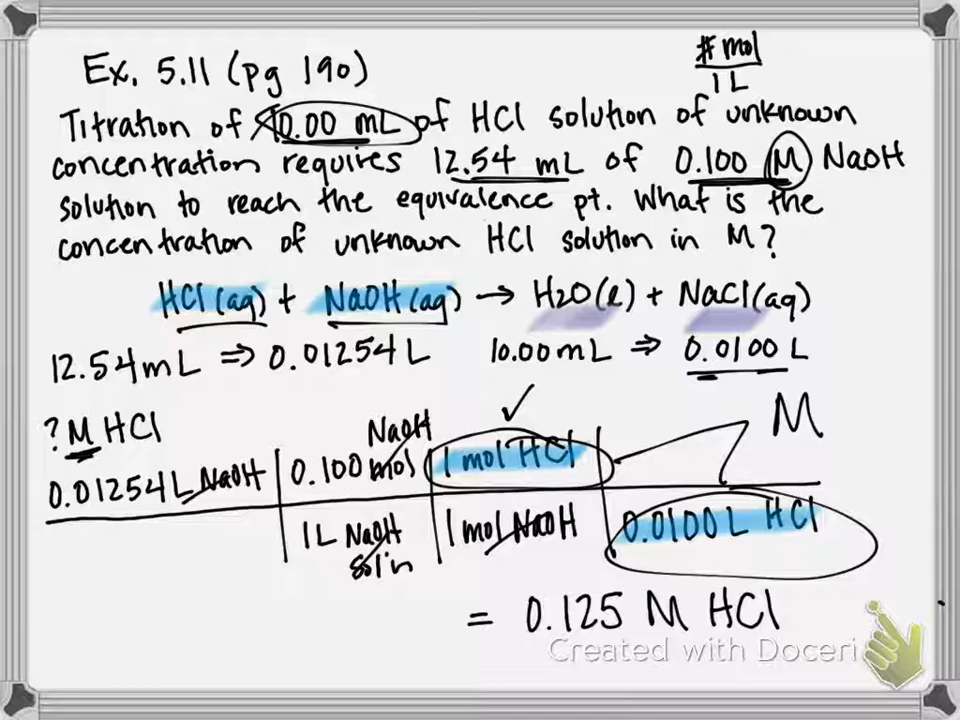 Ex. 5.11 (pg 190)
# mol
1 L
Titration of 10.00 mL of HCl solution of unknown
concentration requires 12.54 mL of 0.100 M NaOH
solution to reach the equivalence pt. What is the
concentration of unknown HCl solution in M?
HCl(aq) + NaOH(aq) → H2O(l) + NaCl(aq)
12.54 mL ⇒ 0.01254 L 10.00 mL ⇒ 0.0100 L
? M HCl
M
NaOH
0.01254 L NaOH 0.100 mol 1 mol HCl
1 L NaOH 1 mol NaOH 0.0100 L HCl
sol'n
= 0.125 M HCl
Created with Doceri